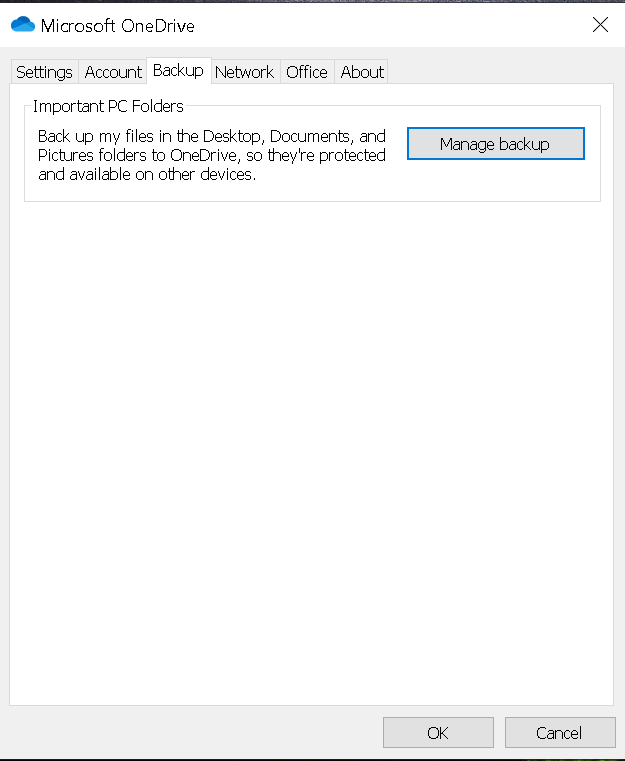 Microsoft OneDrive
Settings Account Backup Network Office About
Important PC Folders
Back up my files in the Desktop, Documents, and
Pictures folders to OneDrive, so they're protected
and available on other devices.
Manage backup
OK Cancel